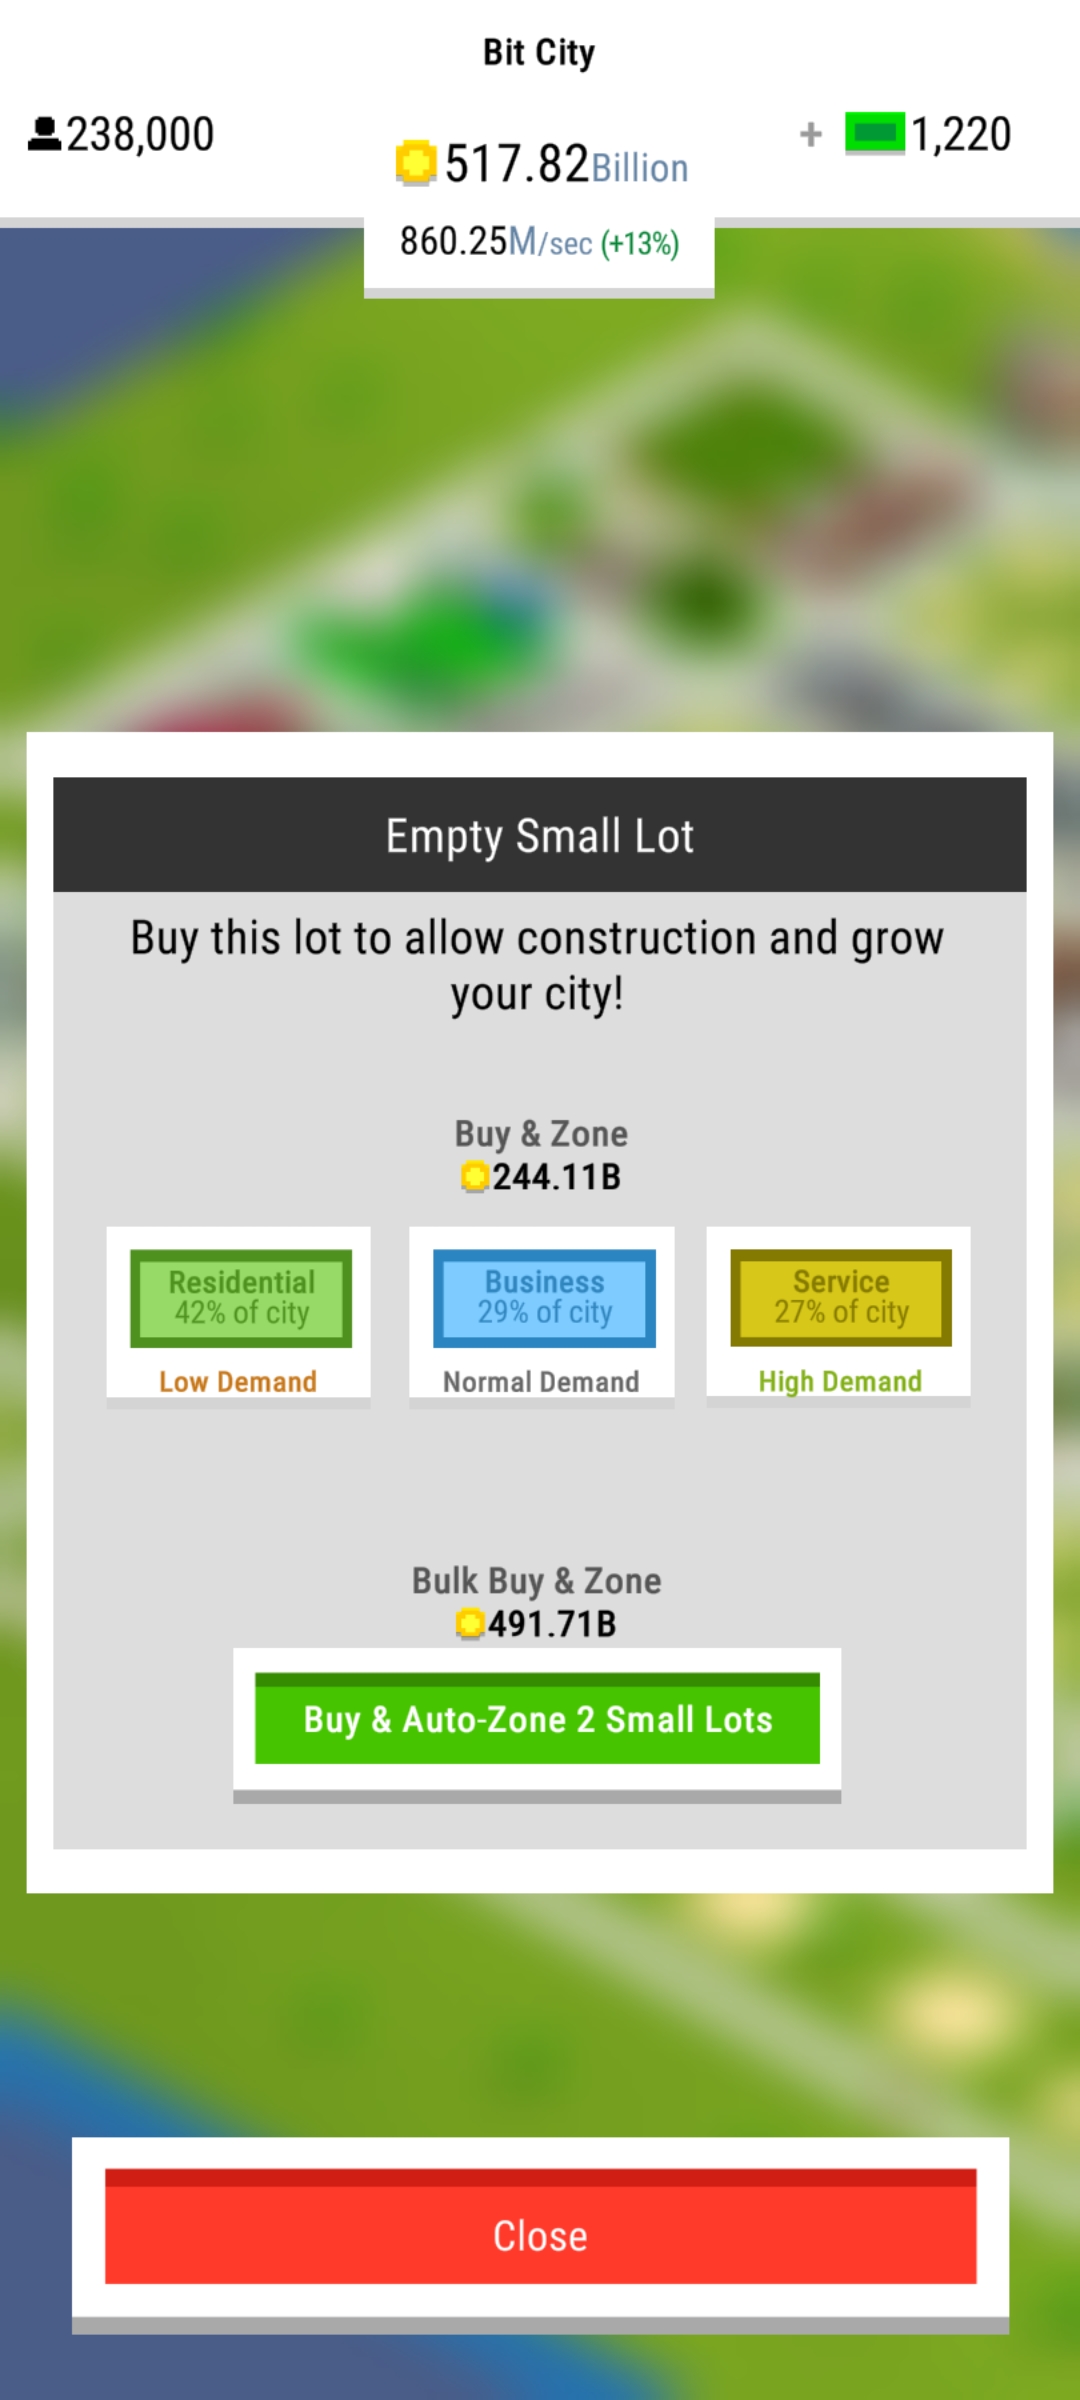 Bit City
238,000
517.82Billion
+ 1,220
860.25M/sec (+13%)
Empty Small Lot
Buy this lot to allow construction and grow
your city!
Buy & Zone
244.11B
Residential
42% of city
Low Demand
Business
29% of city
Normal Demand
Service
27% of city
High Demand
Bulk Buy & Zone
491.71B
Buy & Auto-Zone 2 Small Lots
Close